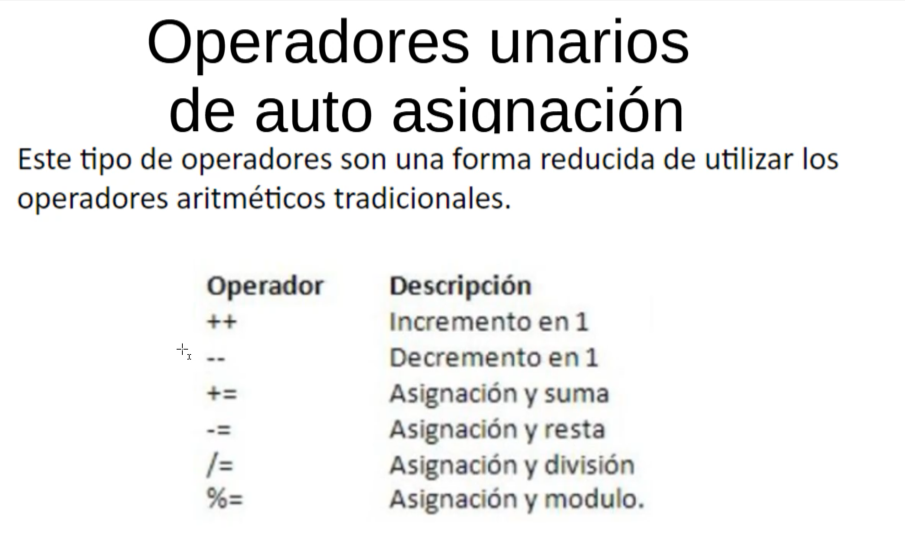 Operadores unarios
de auto asignación
Este tipo de operadores son una forma reducida de utilizar los
operadores aritméticos tradicionales.
Operador Descripción
++ Incremento en 1
-- Decremento en 1
+= Asignación y suma
-= Asignación y resta
/= Asignación y división
%= Asignación y modulo.